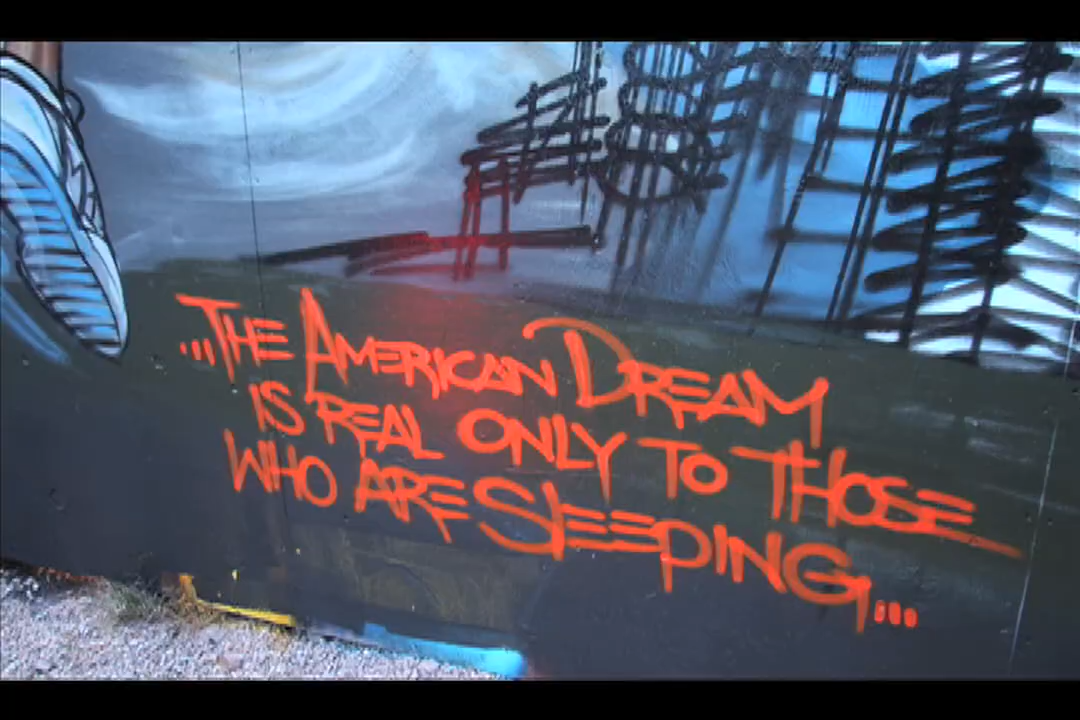 ...THE AMERICAN DREAM
IS REAL ONLY TO THOSE
WHO ARE SLEEPING...